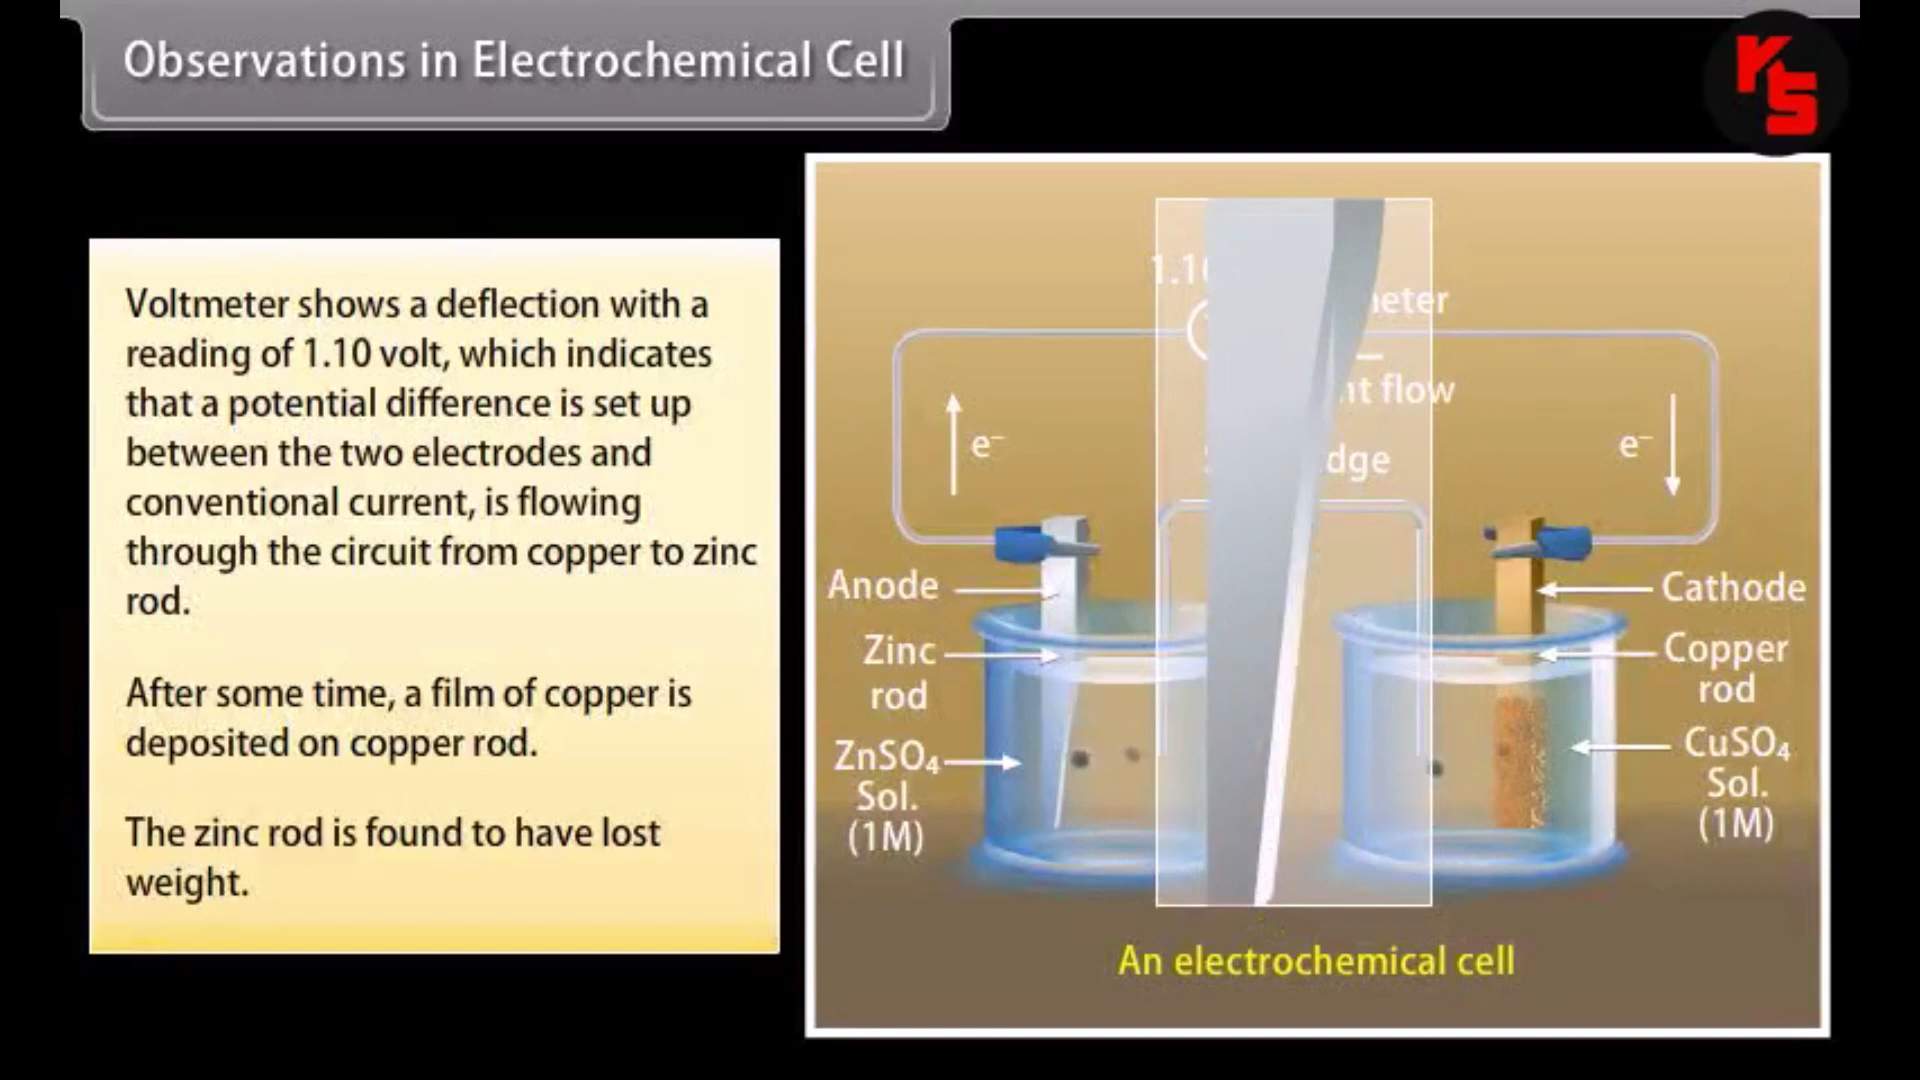 Observations in Electrochemical Cell
rs
Voltmeter shows a deflection with a
reading of 1.10 volt, which indicates
that a potential difference is set up
between the two electrodes and
conventional current, is flowing
through the circuit from copper to zinc
rod.
After some time, a film of copper is
deposited on copper rod.
The zinc rod is found to have lost
weight.
flow
e⁻
e⁻
Anode
Cathode
Zinc
rod
Copper
rod
ZnSO₄
Sol.
(1M)
CuSO₄
Sol.
(1M)
An electrochemical cell